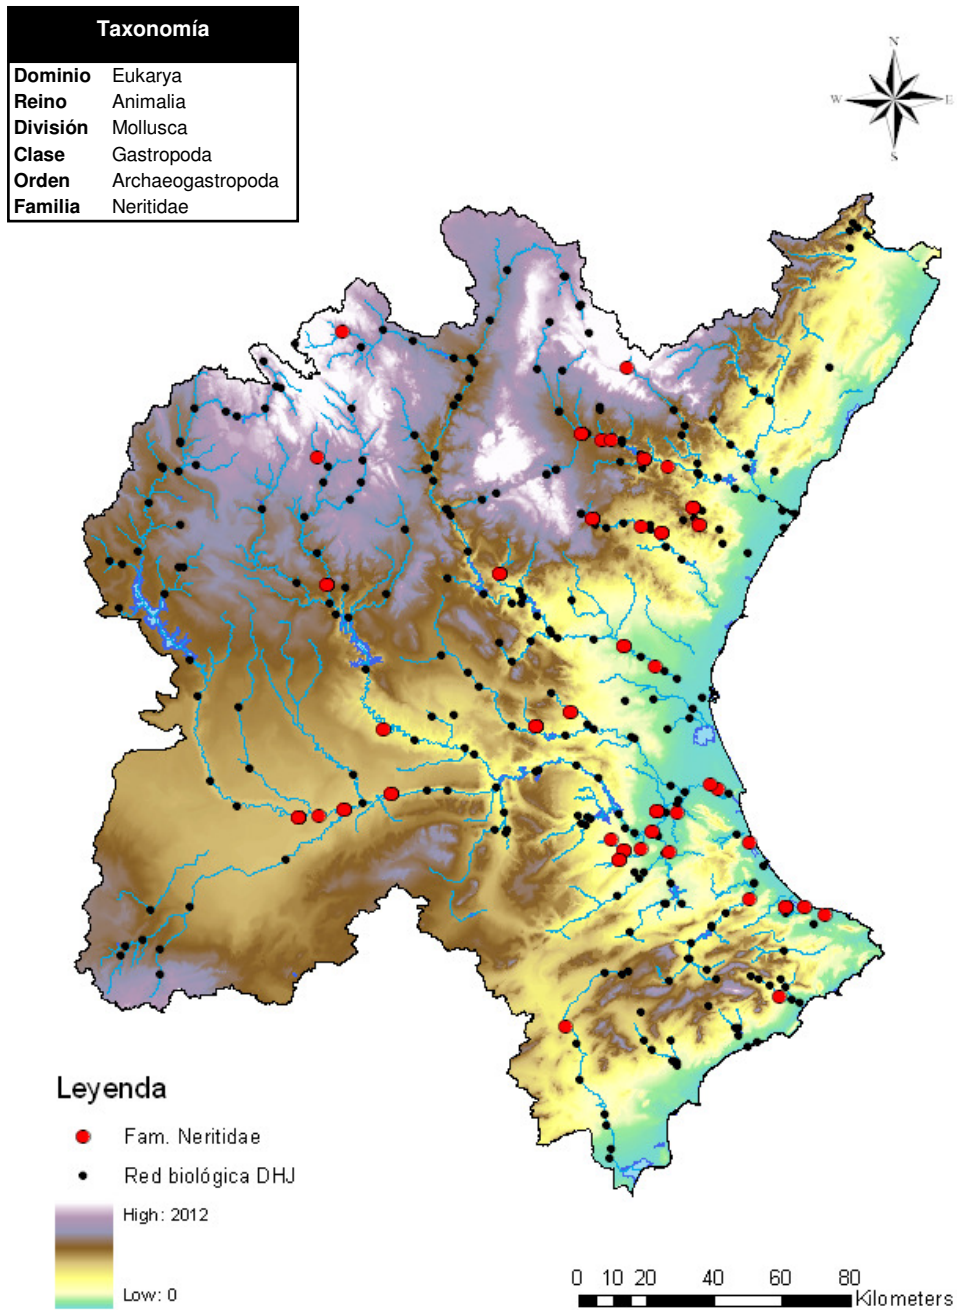 Taxonomía
Dominio Eukarya
Reino Animalia
División Mollusca
Clase Gastropoda
Orden Archaeogastropoda
Familia Neritidae
N
W E
S
Leyenda
Fam. Neritidae
Red biológica DHJ
High: 2012
Low: 0
0 10 20 40 60 80
Kilometers